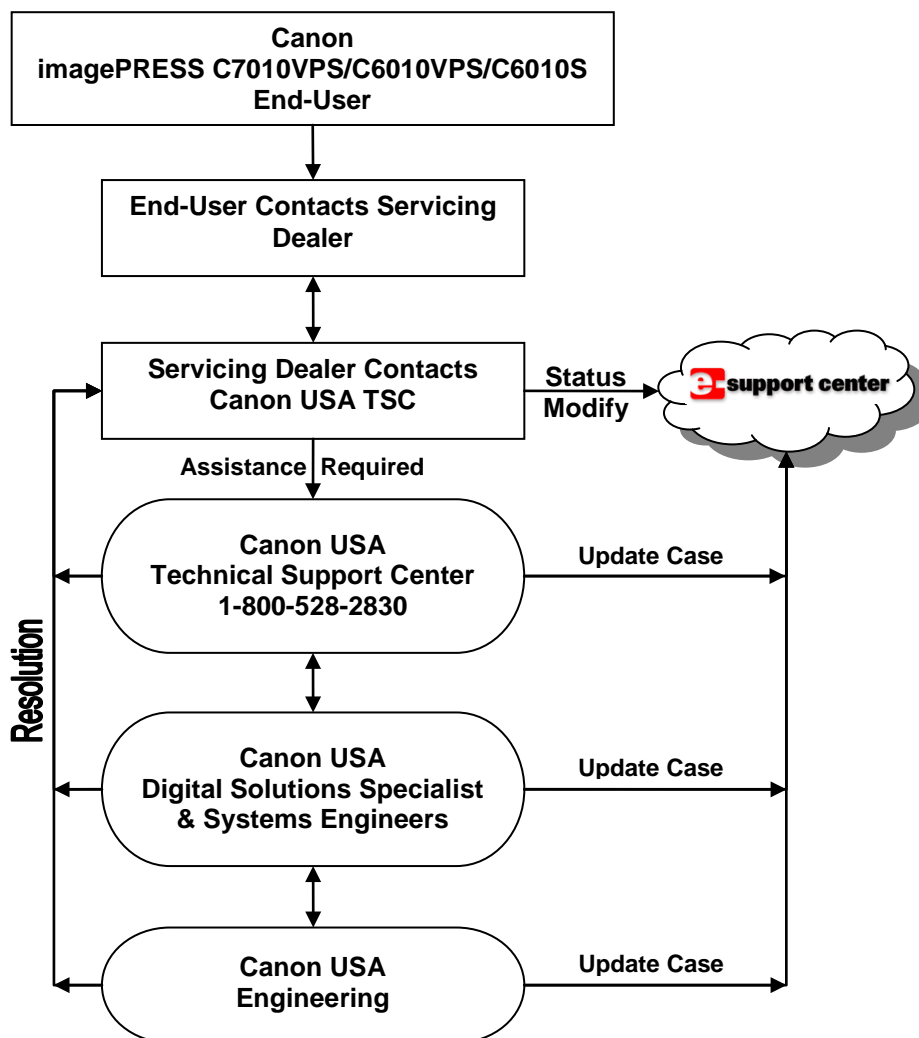 Canon
imagePRESS C7010VPS/C6010VPS/C6010S
End-User
End-User Contacts Servicing
Dealer
Servicing Dealer Contacts
Canon USA TSC
Status
Modify
e-support center
Assistance Required
Canon USA
Technical Support Center
1-800-528-2830
Update Case
Resolution
Canon USA
Digital Solutions Specialist
& Systems Engineers
Update Case
Canon USA
Engineering
Update Case